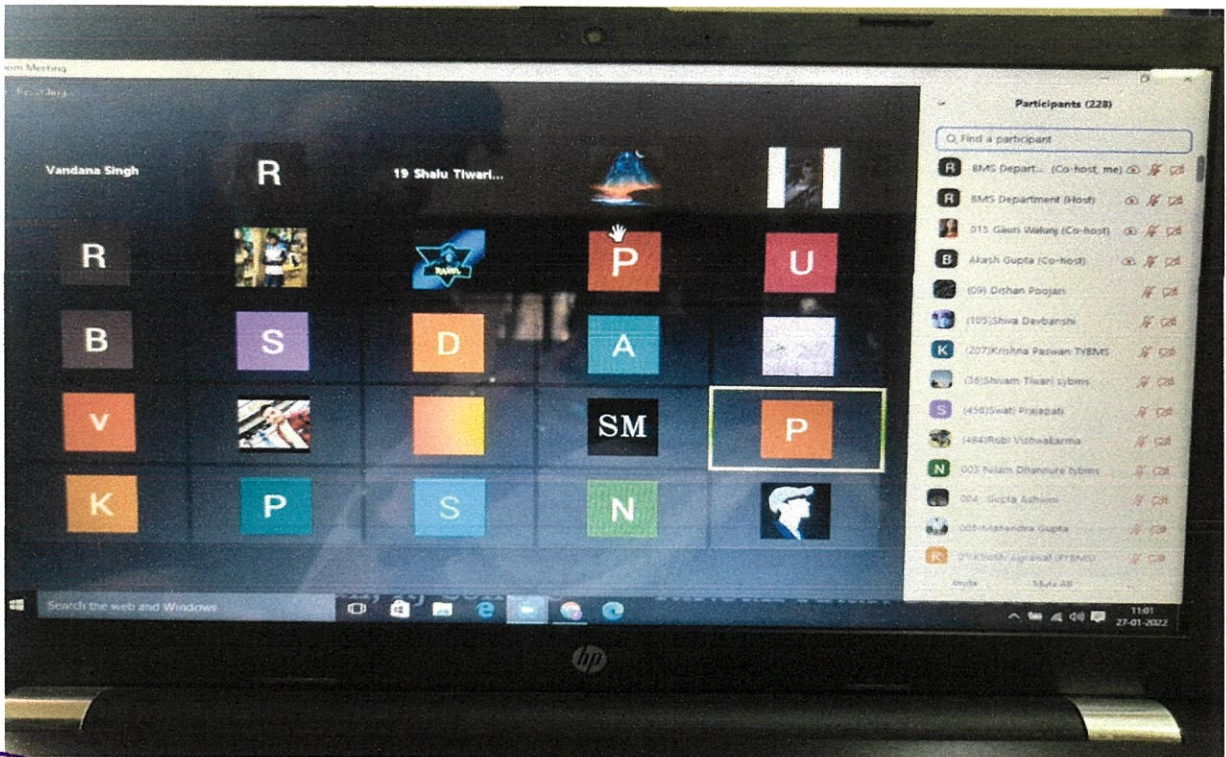 Zoom Meeting
Recording...
Vandana Singh
R
19 Shalu Tiwari...
R
P
U
B
S
D
A
V
SM
P
K
P
S
N
Participants (228)
Find a participant
R BMS Depart... (Co-host, me)
R BMS Department (Host)
015 Gauri Walunj (Co-host)
B Akash Gupta (Co-host)
(09) Dishan Poojari
(105)Shiva Devbanshi
K (207)Krishna Paswan TYBMS
(36)Shivam Tiwari sybms
S (456)Swati Prajapati
(484)Rubi Vishwakarma
N 003 Nilam Dhannure tybms
004 Gupta Ashwini
005 Mahendra Gupta
K Agrawal (FYBMS)
Invite Mute All
Search the web and Windows
11:01
27-01-2022
hp